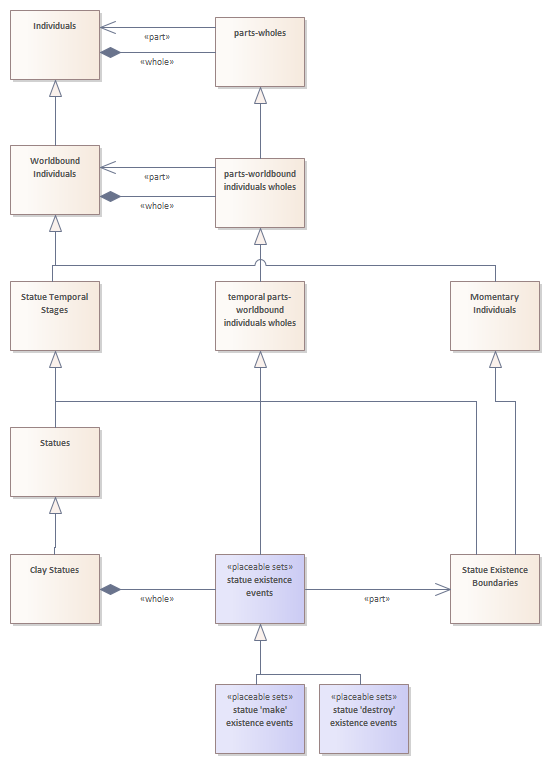 Individuals
parts-wholes
«part»
«whole»
Worldbound
Individuals
parts-worldbound
individuals wholes
«part»
«whole»
Statue Temporal
Stages
temporal parts-
worldbound
individuals wholes
Momentary
Individuals
Statues
Clay Statues
«whole»
«placeable sets»
statue existence
events
«part»
Statue Existence
Boundaries
«placeable sets»
statue 'make'
existence events
«placeable sets»
statue 'destroy'
existence events